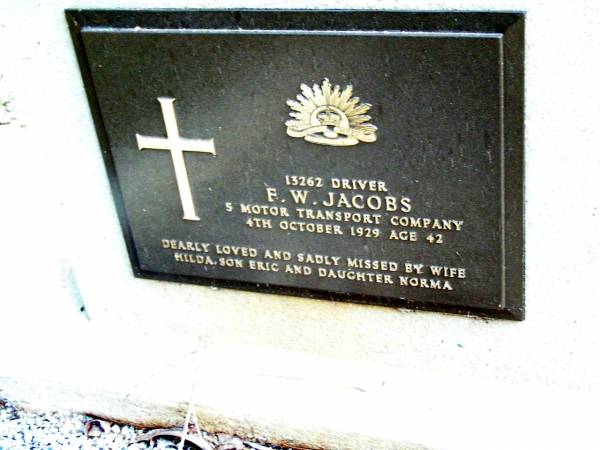 13262 DRIVER
F. W. JACOBS
5 MOTOR TRANSPORT COMPANY
4TH OCTOBER 1929 AGE 42
DEARLY LOVED AND SADLY MISSED BY WIFE
HILDA, SON ERIC AND DAUGHTER NORMA